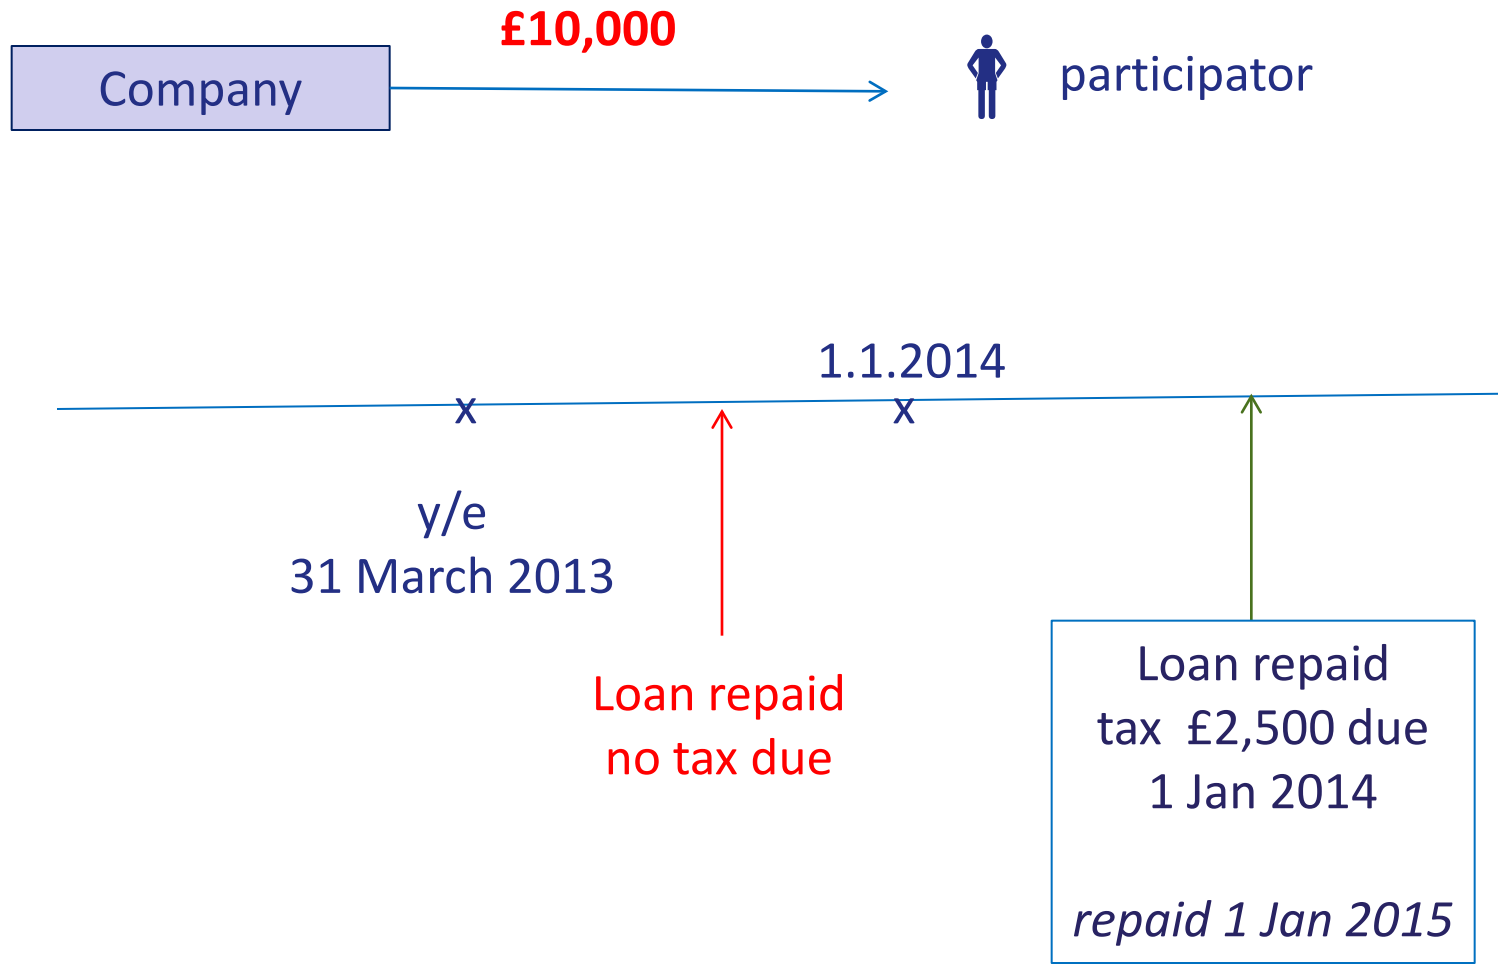 £10,000
Company
participator
1.1.2014
x
x
y/e
31 March 2013
Loan repaid
no tax due
Loan repaid
tax £2,500 due
1 Jan 2014
repaid 1 Jan 2015